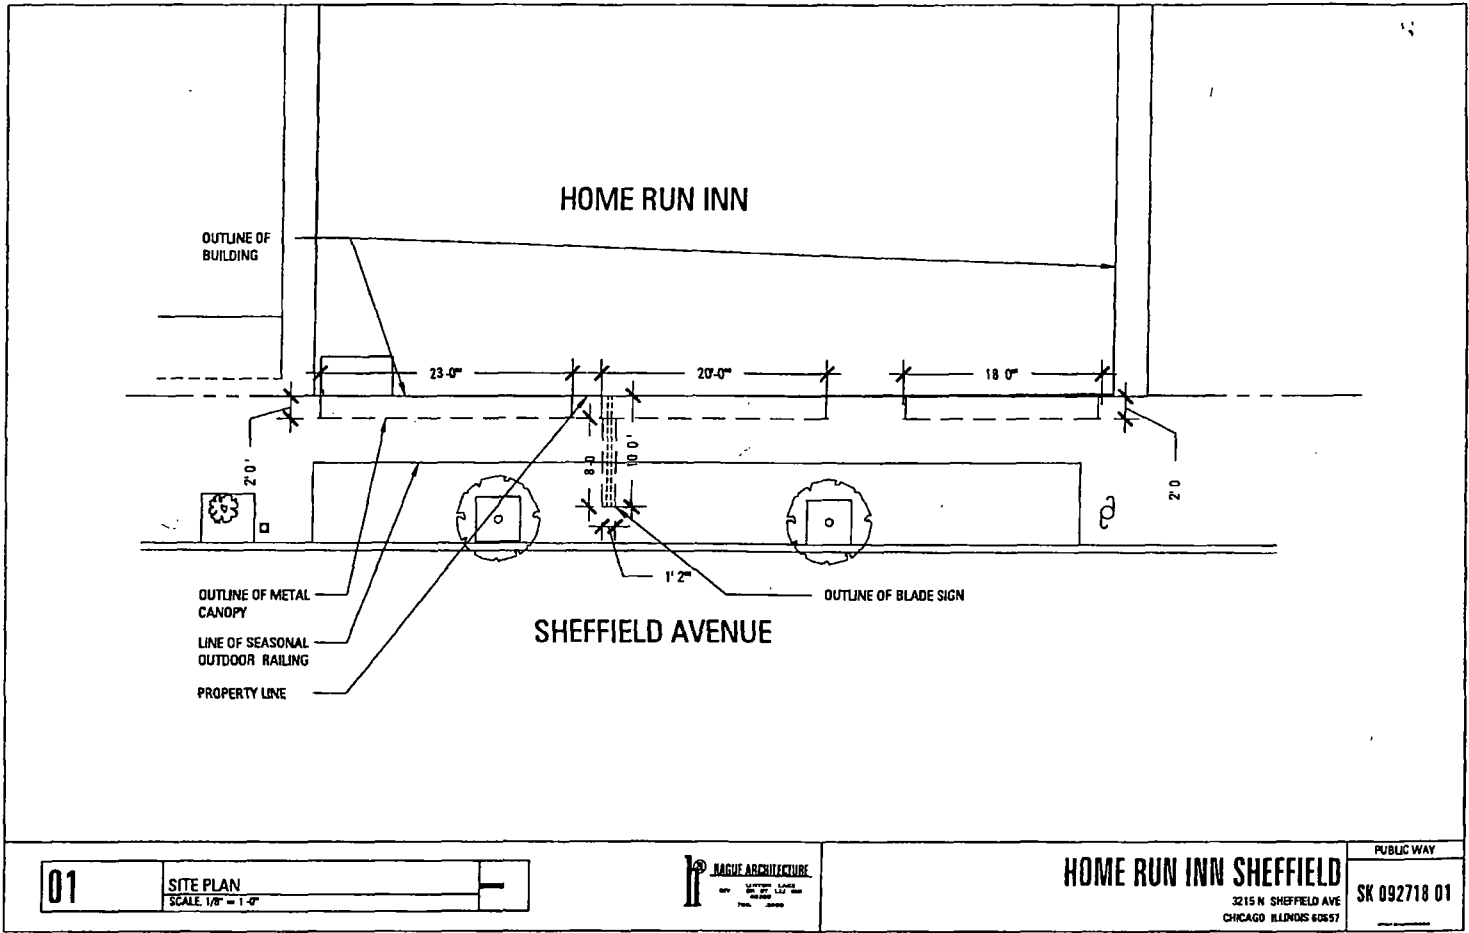 HOME RUN INN
OUTLINE OF
BUILDING
23-0"
20'-0"
18 0"
2' 0'
8-0
10 0'
2' 0
1' 2"
OUTLINE OF METAL
CANOPY
OUTLINE OF BLADE SIGN
SHEFFIELD AVENUE
LINE OF SEASONAL
OUTDOOR RAILING
PROPERTY LINE
01
SITE PLAN
SCALE. 1/8" = 1-0"
HAGUE ARCHITECTURE
HOME RUN INN SHEFFIELD
3215 N SHEFFIELD AVE
CHICAGO ILLINOIS 60657
PUBLIC WAY
SK 092718 01